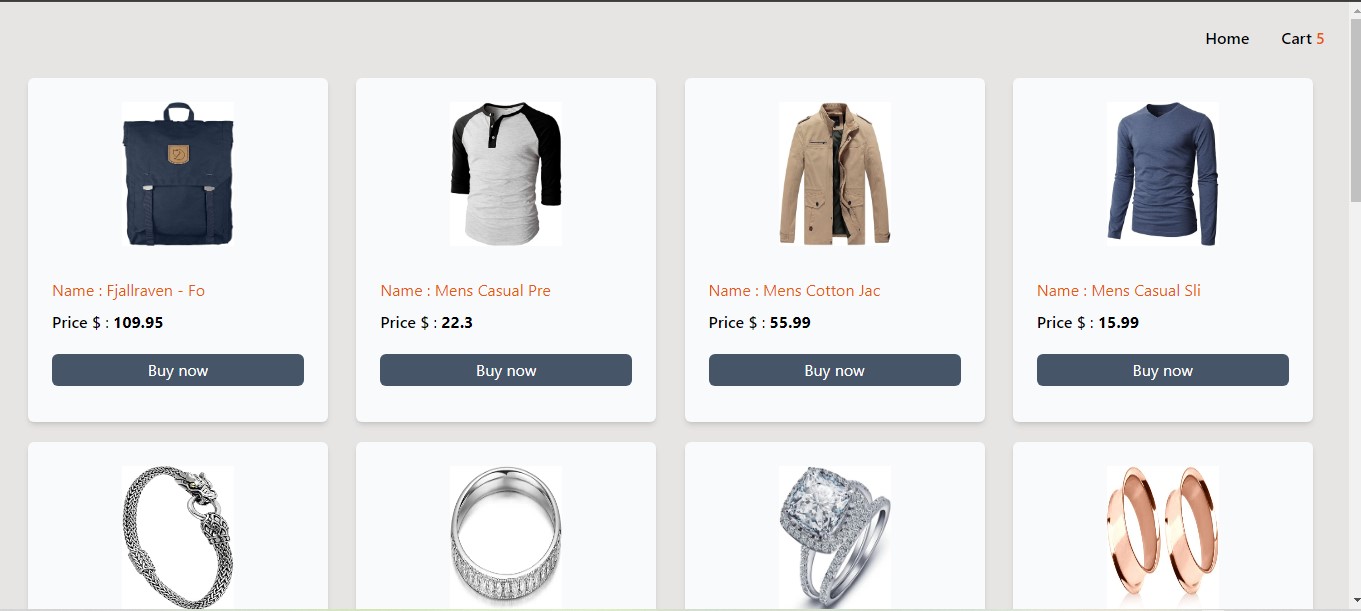 Home Cart 5
Name : Fjallraven - Fo
Price $ : 109.95
Buy now
Name : Mens Casual Pre
Price $ : 22.3
Buy now
Name : Mens Cotton Jac
Price $ : 55.99
Buy now
Name : Mens Casual Sli
Price $ : 15.99
Buy now